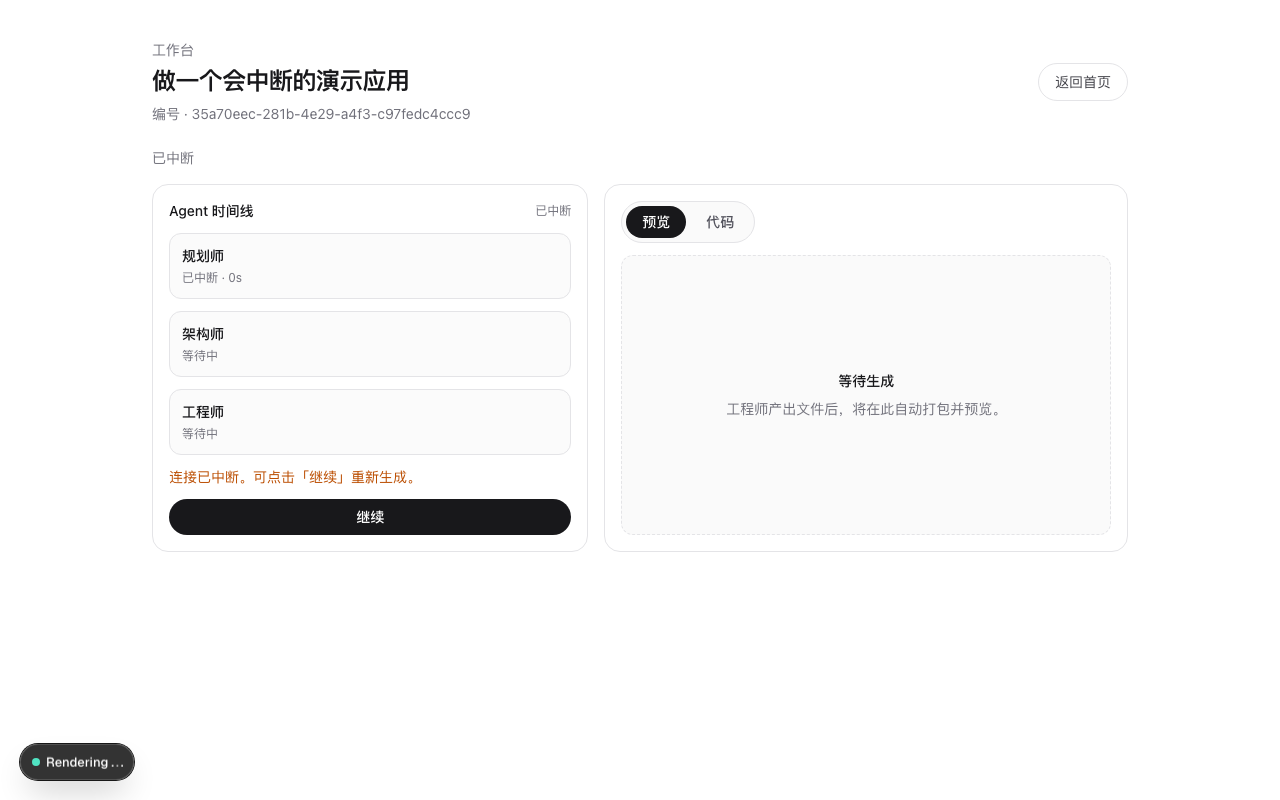 工作台
做一个会中断的演示应用
返回首页
编号 · 35a70eec-281b-4e29-a4f3-c97fedc4ccc9
已中断
Agent 时间线
已中断
规划师
已中断 · 0s
架构师
等待中
工程师
等待中
连接已中断。可点击「继续」重新生成。
继续
预览
代码
等待生成
工程师产出文件后，将在此自动打包并预览。
Rendering ...